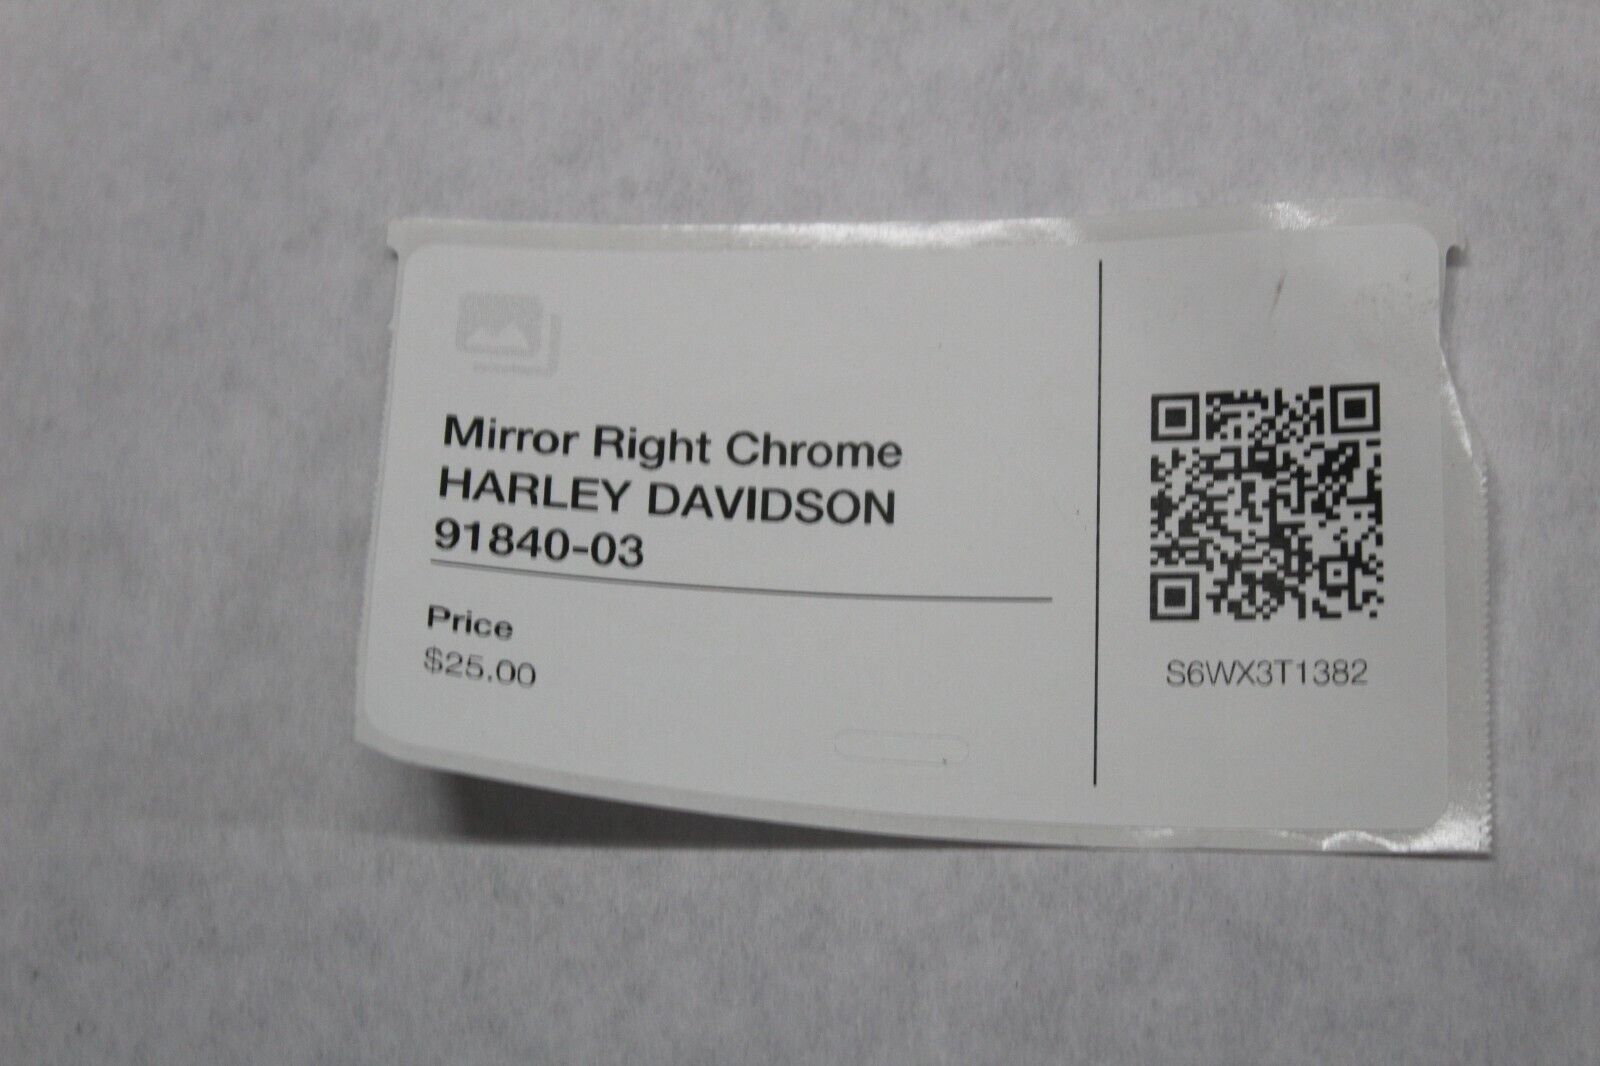 Mirror Right Chrome
HARLEY DAVIDSON
91840-03
Price
$25.00
S6WX3T1382